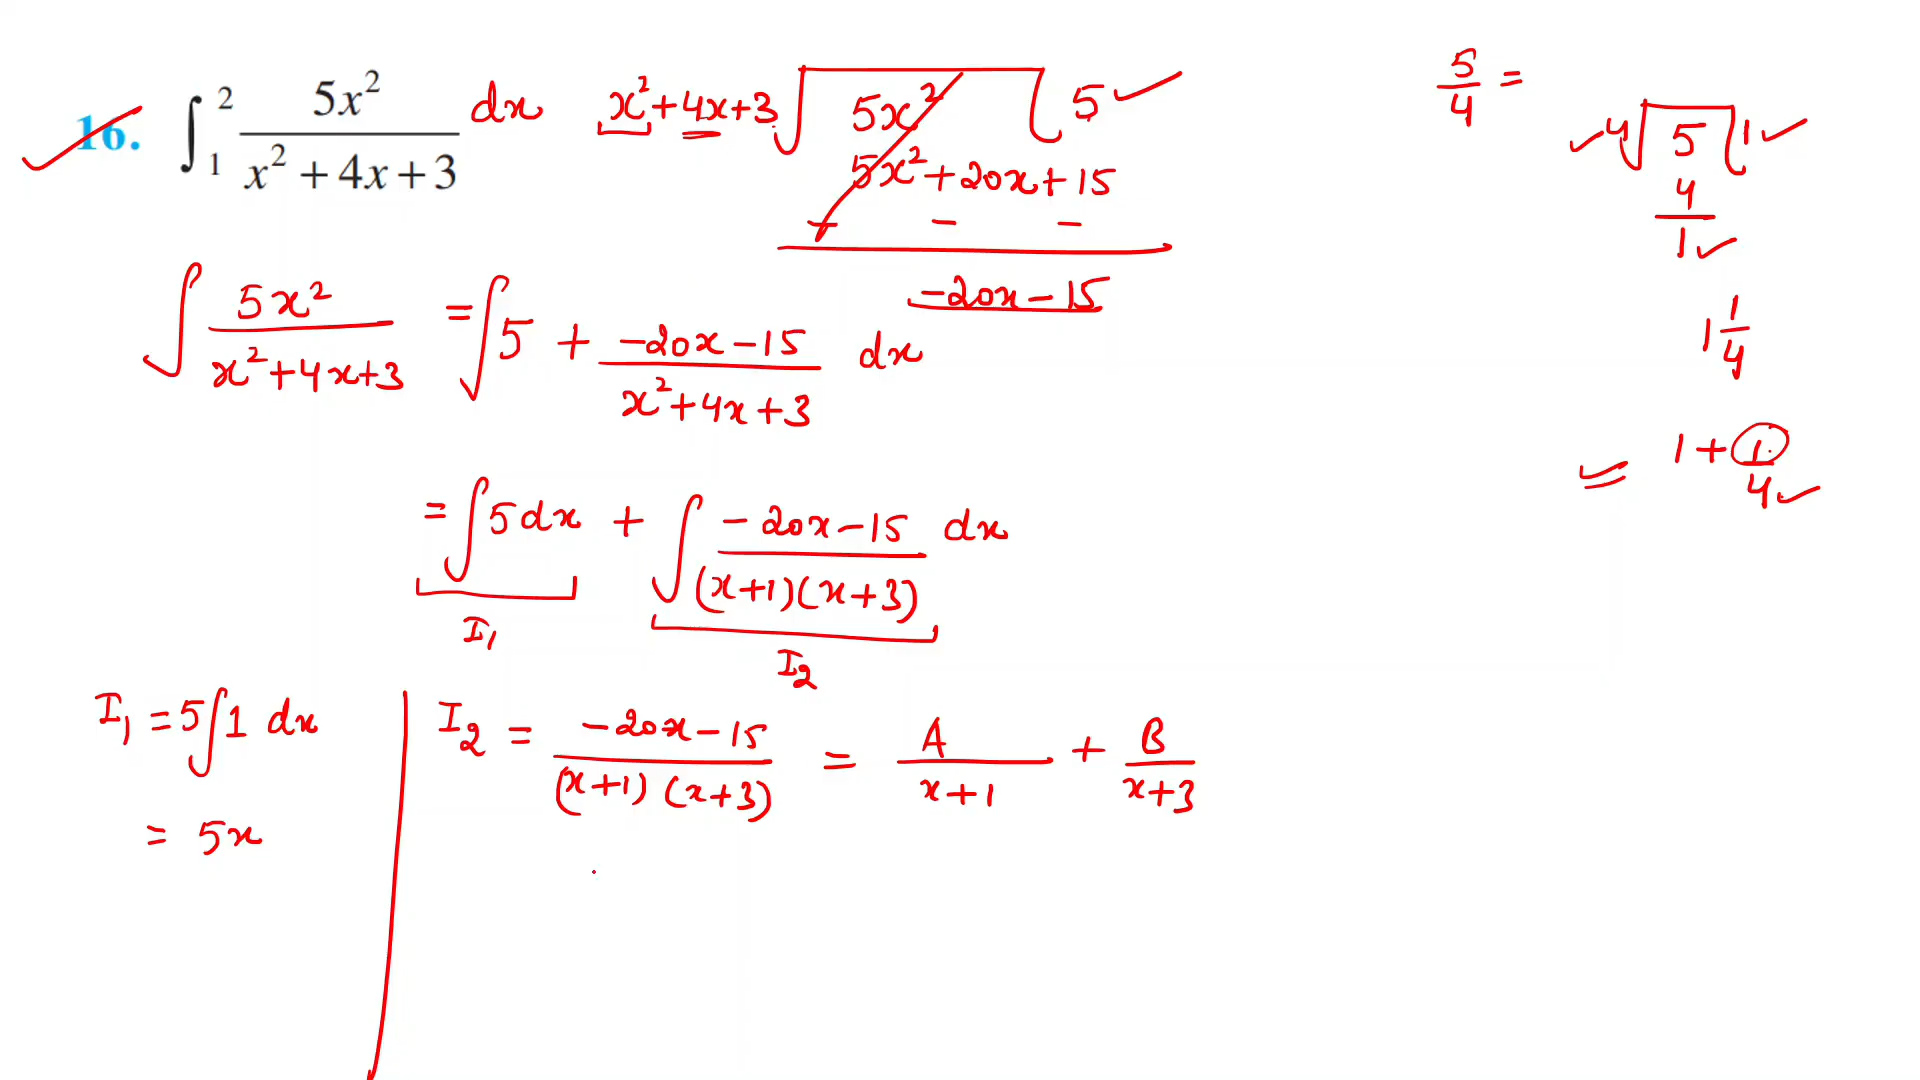 16. ∫₁² 5x²/(x²+4x+3) dx
x²+4x+3 ) 5x² ( 5
5x²+20x+15
- - -
-20x-15
∫ 5x²/(x²+4x+3) = ∫ 5 + (-20x-15)/(x²+4x+3) dx
= ∫ 5dx + ∫ (-20x-15)/((x+1)(x+3)) dx
I₁ I₂
I₁ = 5∫1 dx
= 5x
I₂ = (-20x-15)/((x+1)(x+3)) = A/(x+1) + B/(x+3)
5/4 =
4 ) 5 ( 1
4
1
1 1/4
1 + 1/4